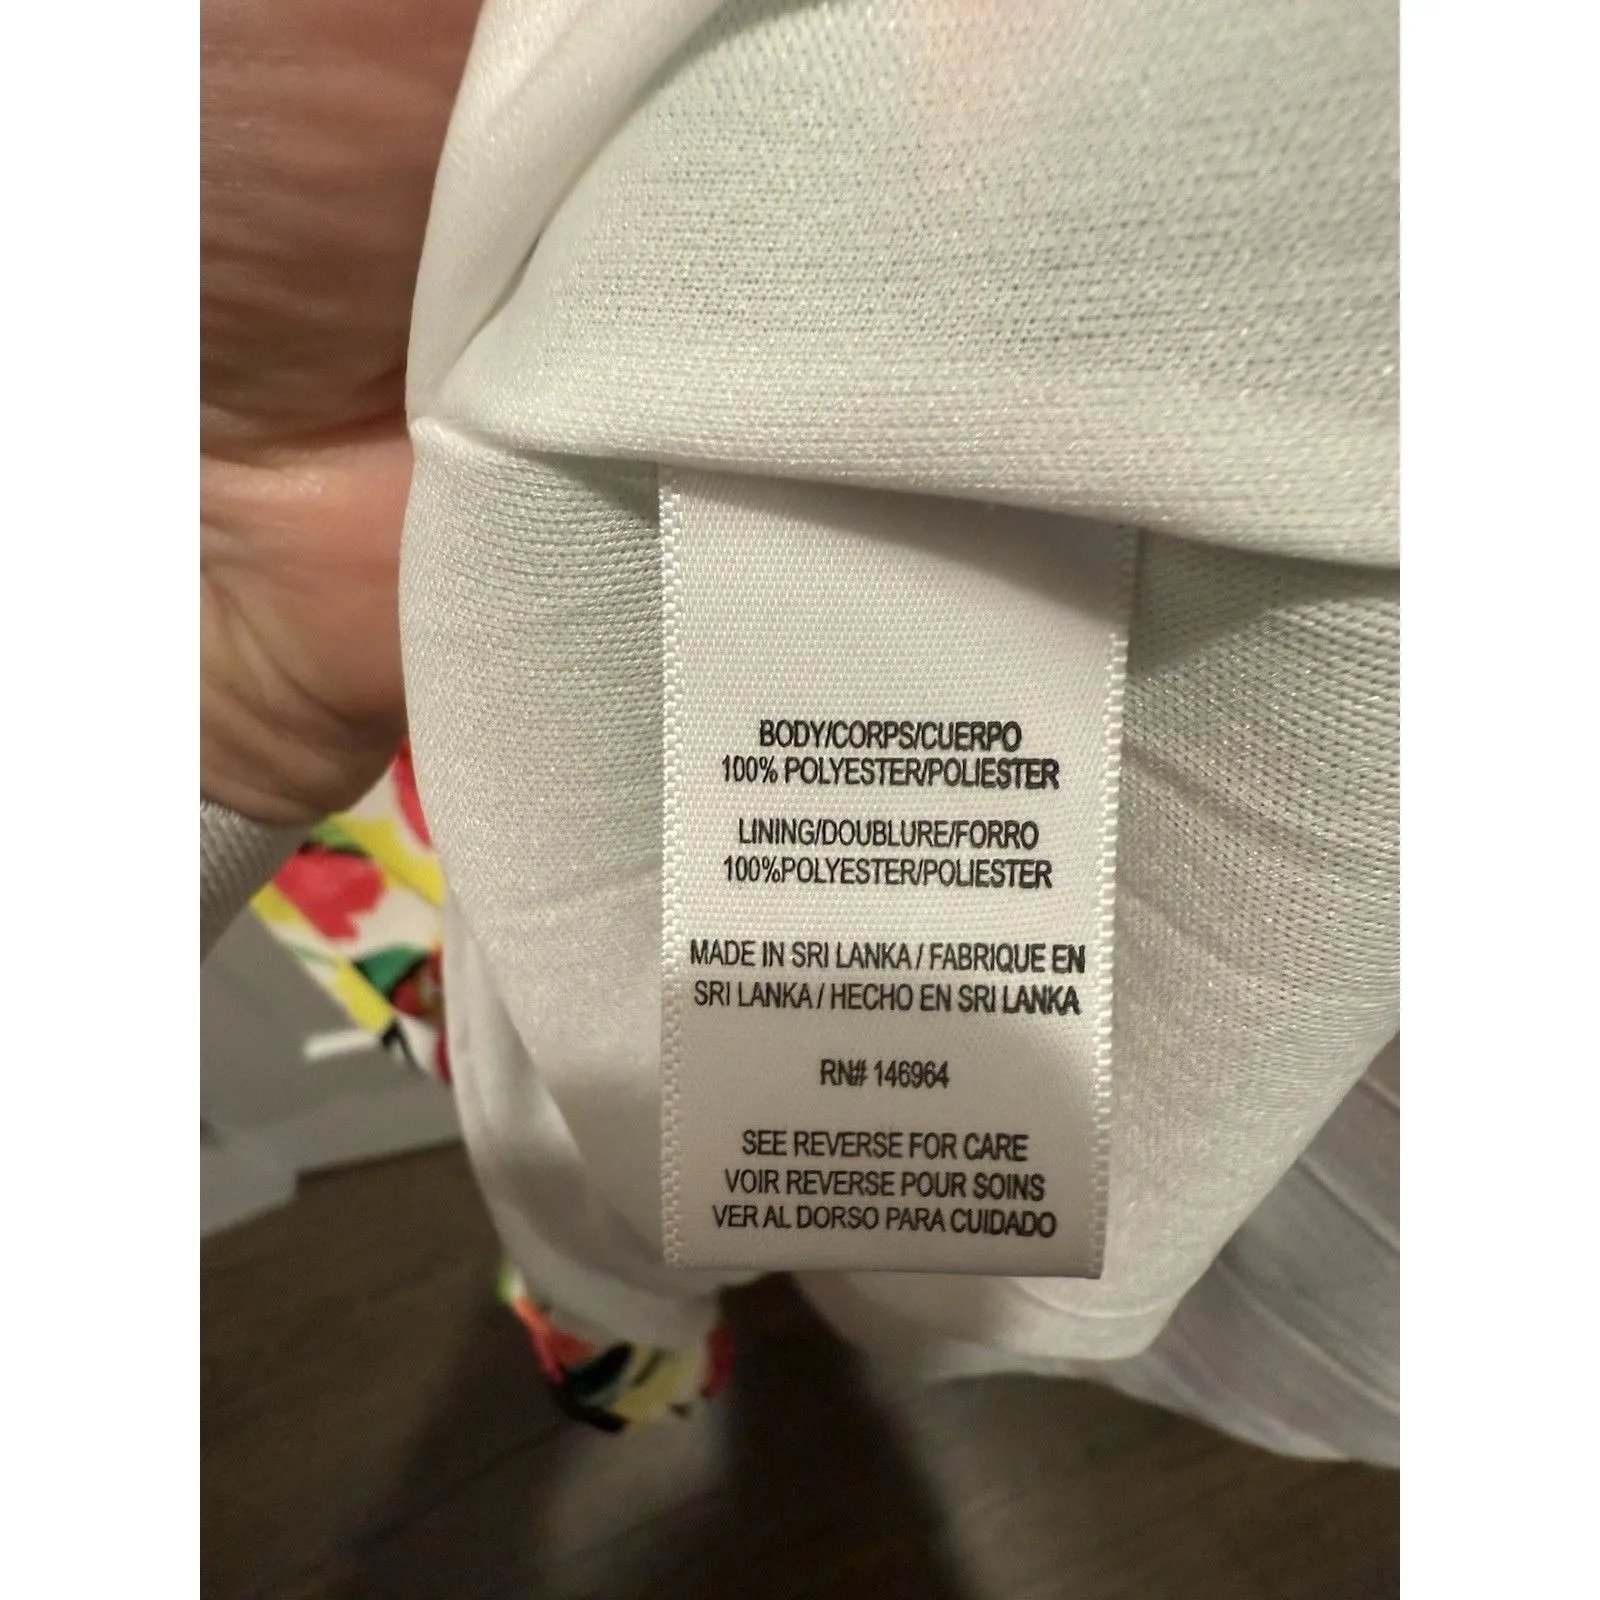 BODY/CORPS/CUERPO
100% POLYESTER/POLIESTER
LINING/DOUBLURE/FORRO
100%POLYESTER/POLIESTER
MADE IN SRI LANKA / FABRIQUE EN
SRI LANKA / HECHO EN SRI LANKA
RN# 146964
SEE REVERSE FOR CARE
VOIR REVERSE POUR SOINS
VER AL DORSO PARA CUIDADO